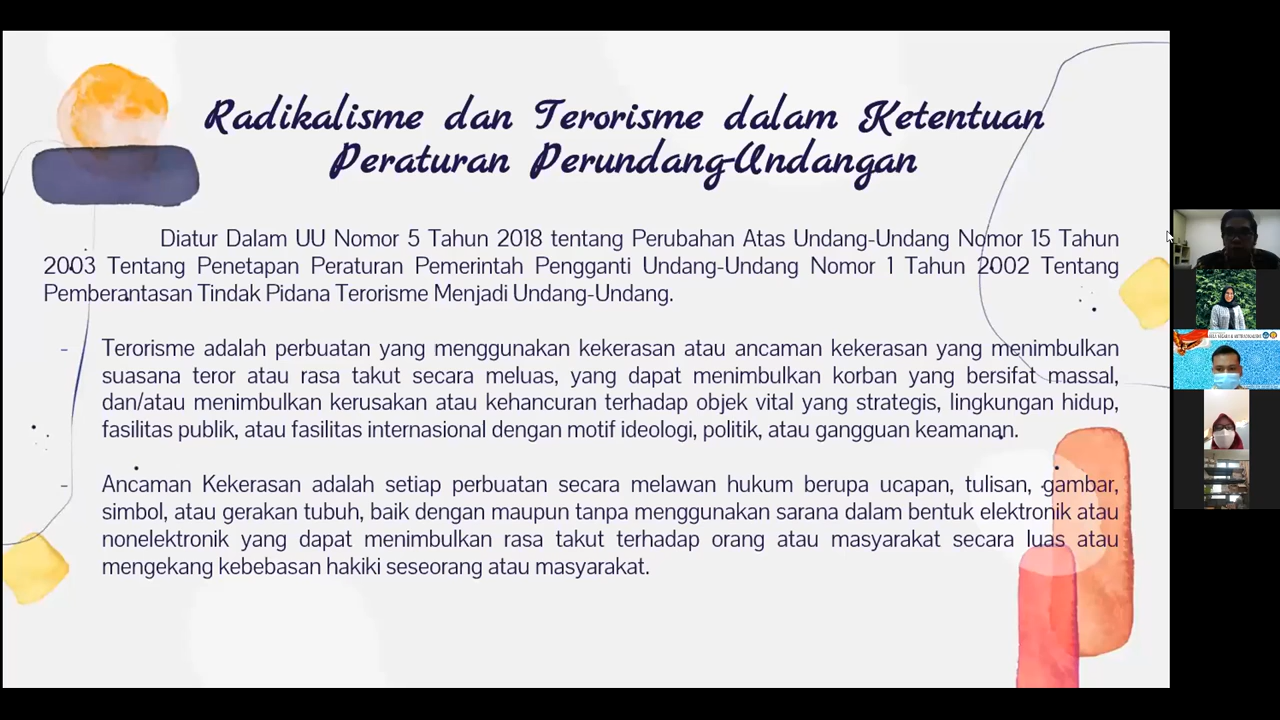 Radikalisme dan Terorisme dalam Ketentuan
Peraturan Perundang-Undangan
Diatur Dalam UU Nomor 5 Tahun 2018 tentang Perubahan Atas Undang-Undang Nomor 15 Tahun
2003 Tentang Penetapan Peraturan Pemerintah Pengganti Undang-Undang Nomor 1 Tahun 2002 Tentang
Pemberantasan Tindak Pidana Terorisme Menjadi Undang-Undang.
- Terorisme adalah perbuatan yang menggunakan kekerasan atau ancaman kekerasan yang menimbulkan
suasana teror atau rasa takut secara meluas, yang dapat menimbulkan korban yang bersifat massal,
dan/atau menimbulkan kerusakan atau kehancuran terhadap objek vital yang strategis, lingkungan hidup,
fasilitas publik, atau fasilitas internasional dengan motif ideologi, politik, atau gangguan keamanan.
- Ancaman Kekerasan adalah setiap perbuatan secara melawan hukum berupa ucapan, tulisan, gambar,
simbol, atau gerakan tubuh, baik dengan maupun tanpa menggunakan sarana dalam bentuk elektronik atau
nonelektronik yang dapat menimbulkan rasa takut terhadap orang atau masyarakat secara luas atau
mengekang kebebasan hakiki seseorang atau masyarakat.